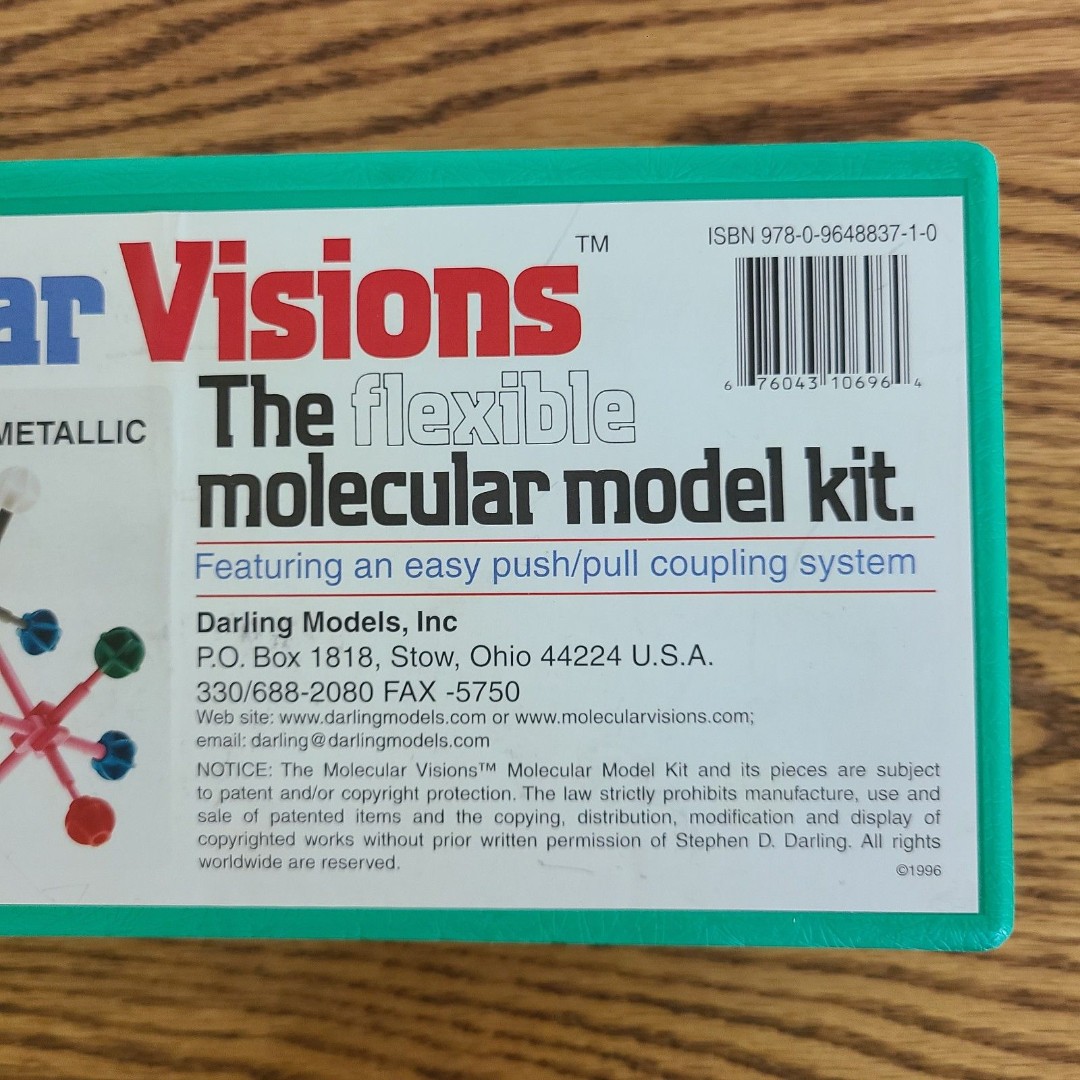 ar Visions™
ISBN 978-0-9648837-1-0
6 76043 10696 4
METALLIC
The flexible
molecular model kit.
Featuring an easy push/pull coupling system
Darling Models, Inc
P.O. Box 1818, Stow, Ohio 44224 U.S.A.
330/688-2080 FAX -5750
Web site: www.darlingmodels.com or www.molecularvisions.com;
email: darling@darlingmodels.com
NOTICE: The Molecular Visions™ Molecular Model Kit and its pieces are subject
to patent and/or copyright protection. The law strictly prohibits manufacture, use and
sale of patented items and the copying, distribution, modification and display of
copyrighted works without prior written permission of Stephen D. Darling. All rights
worldwide are reserved.
©1996